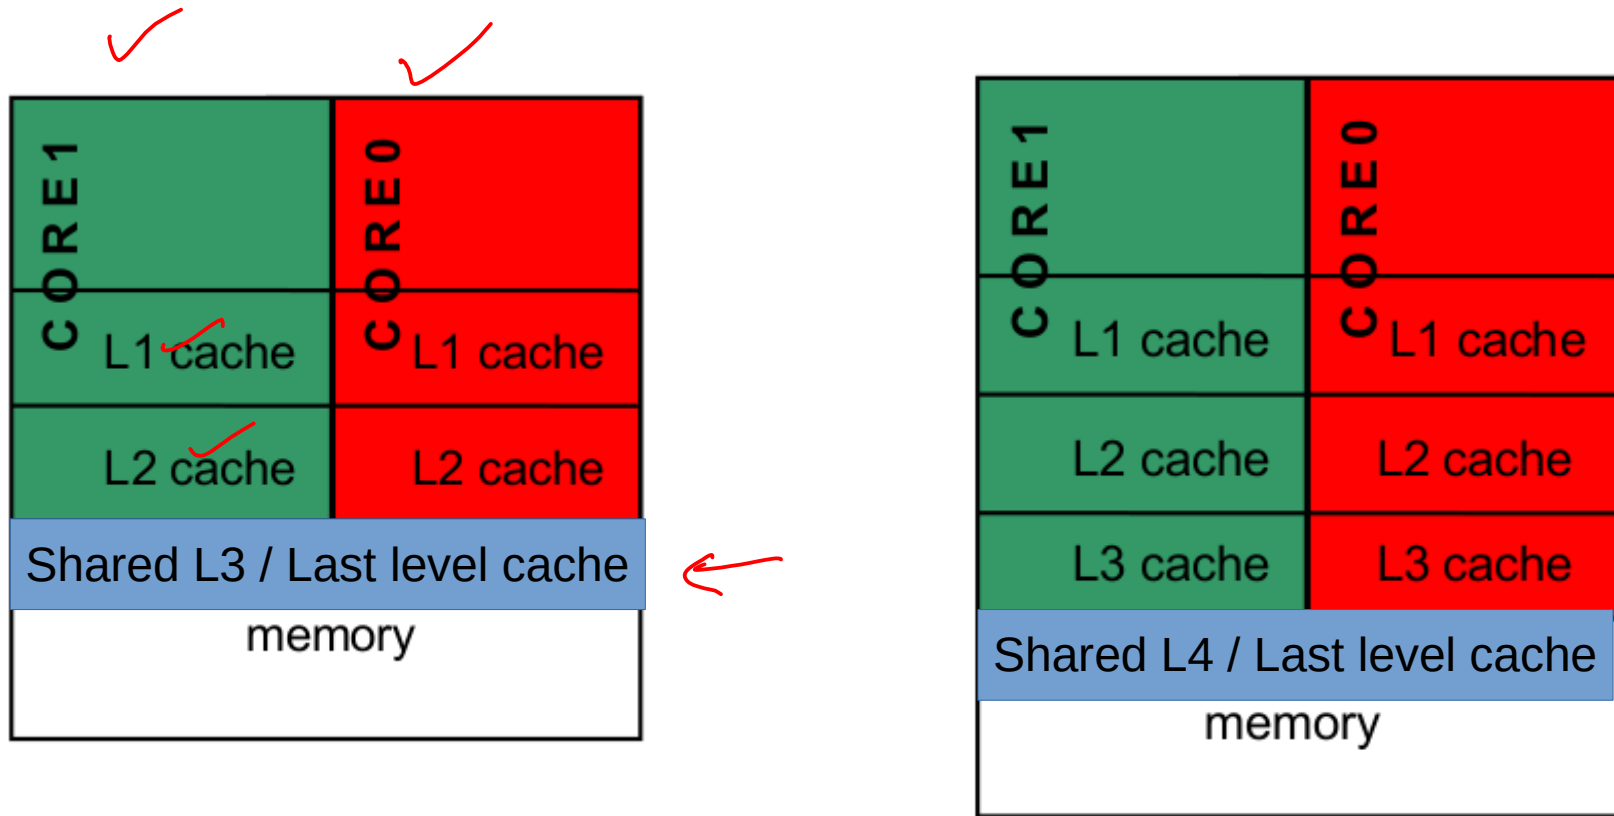 CORE1
CORE0
L1 cache
L1 cache
L2 cache
L2 cache
Shared L3 / Last level cache
memory
CORE1
CORE0
L1 cache
L1 cache
L2 cache
L2 cache
L3 cache
L3 cache
Shared L4 / Last level cache
memory